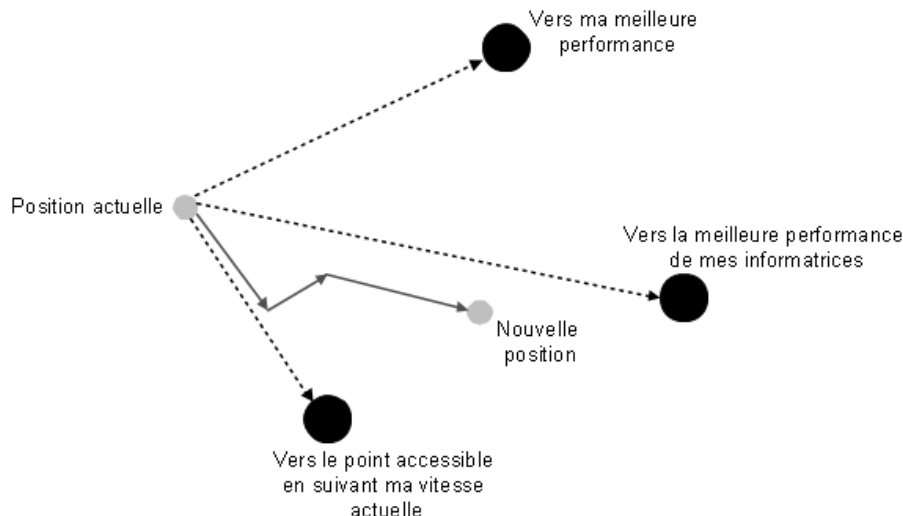 Vers ma meilleure
performance
Position actuelle
Vers la meilleure performance
de mes informatrices
Nouvelle
position
Vers le point accessible
en suivant ma vitesse
actuelle